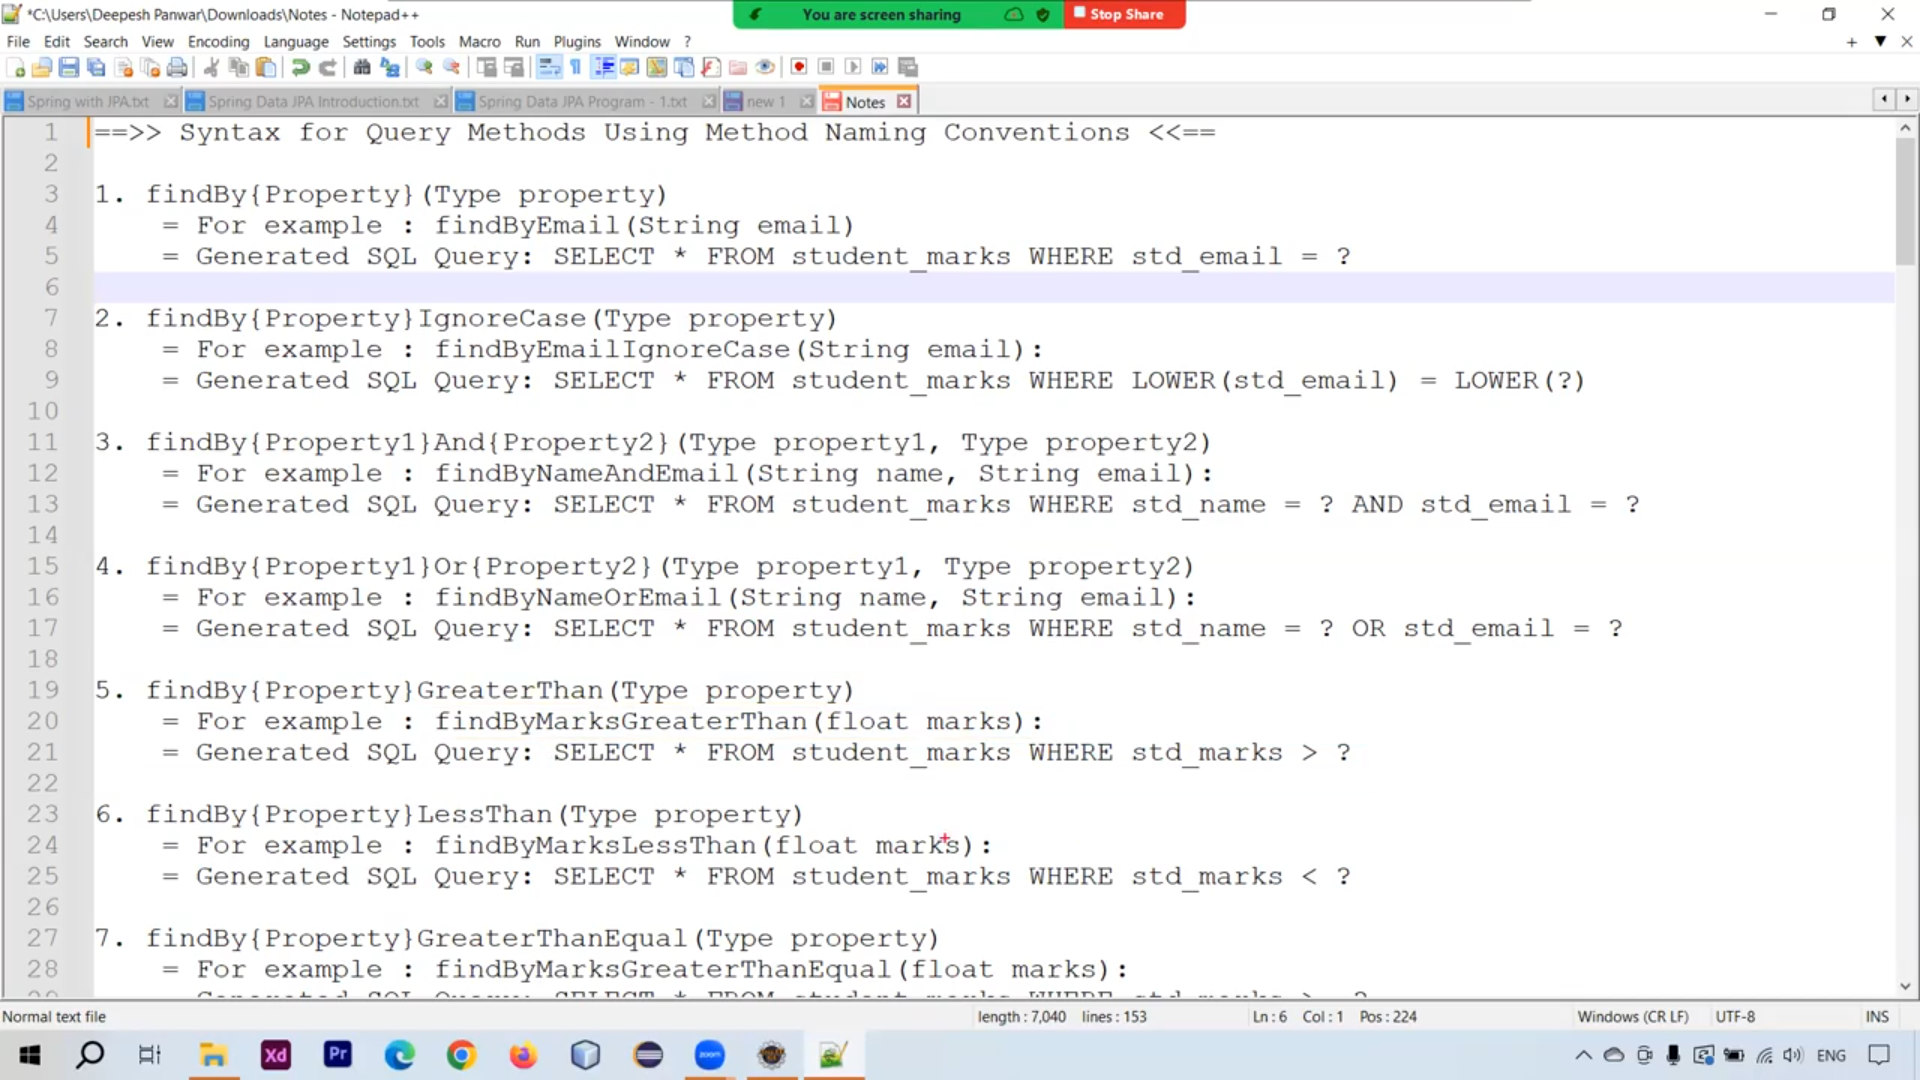 *C:\Users\Deepesh Panwar\Downloads\Notes - Notepad++
You are screen sharing
Stop Share
File Edit Search View Encoding Language Settings Tools Macro Run Plugins Window ?
Spring with JPA.txt Spring Data JPA Introduction.txt Spring Data JPA Program - 1.txt new 1 Notes
1 ==>> Syntax for Query Methods Using Method Naming Conventions <<==
2
3 1. findBy{Property}(Type property)
4 = For example : findByEmail(String email)
5 = Generated SQL Query: SELECT * FROM student_marks WHERE std_email = ?
6
7 2. findBy{Property}IgnoreCase(Type property)
8 = For example : findByEmailIgnoreCase(String email):
9 = Generated SQL Query: SELECT * FROM student_marks WHERE LOWER(std_email) = LOWER(?)
10
11 3. findBy{Property1}And{Property2}(Type property1, Type property2)
12 = For example : findByNameAndEmail(String name, String email):
13 = Generated SQL Query: SELECT * FROM student_marks WHERE std_name = ? AND std_email = ?
14
15 4. findBy{Property1}Or{Property2}(Type property1, Type property2)
16 = For example : findByNameOrEmail(String name, String email):
17 = Generated SQL Query: SELECT * FROM student_marks WHERE std_name = ? OR std_email = ?
18
19 5. findBy{Property}GreaterThan(Type property)
20 = For example : findByMarksGreaterThan(float marks):
21 = Generated SQL Query: SELECT * FROM student_marks WHERE std_marks > ?
22
23 6. findBy{Property}LessThan(Type property)
24 = For example : findByMarksLessThan(float marks):
25 = Generated SQL Query: SELECT * FROM student_marks WHERE std_marks < ?
26
27 7. findBy{Property}GreaterThanEqual(Type property)
28 = For example : findByMarksGreaterThanEqual(float marks):
Normal text file length : 7,040 lines : 153 Ln : 6 Col : 1 Pos : 224 Windows (CR LF) UTF-8 INS
Xd Pr zoom ENG